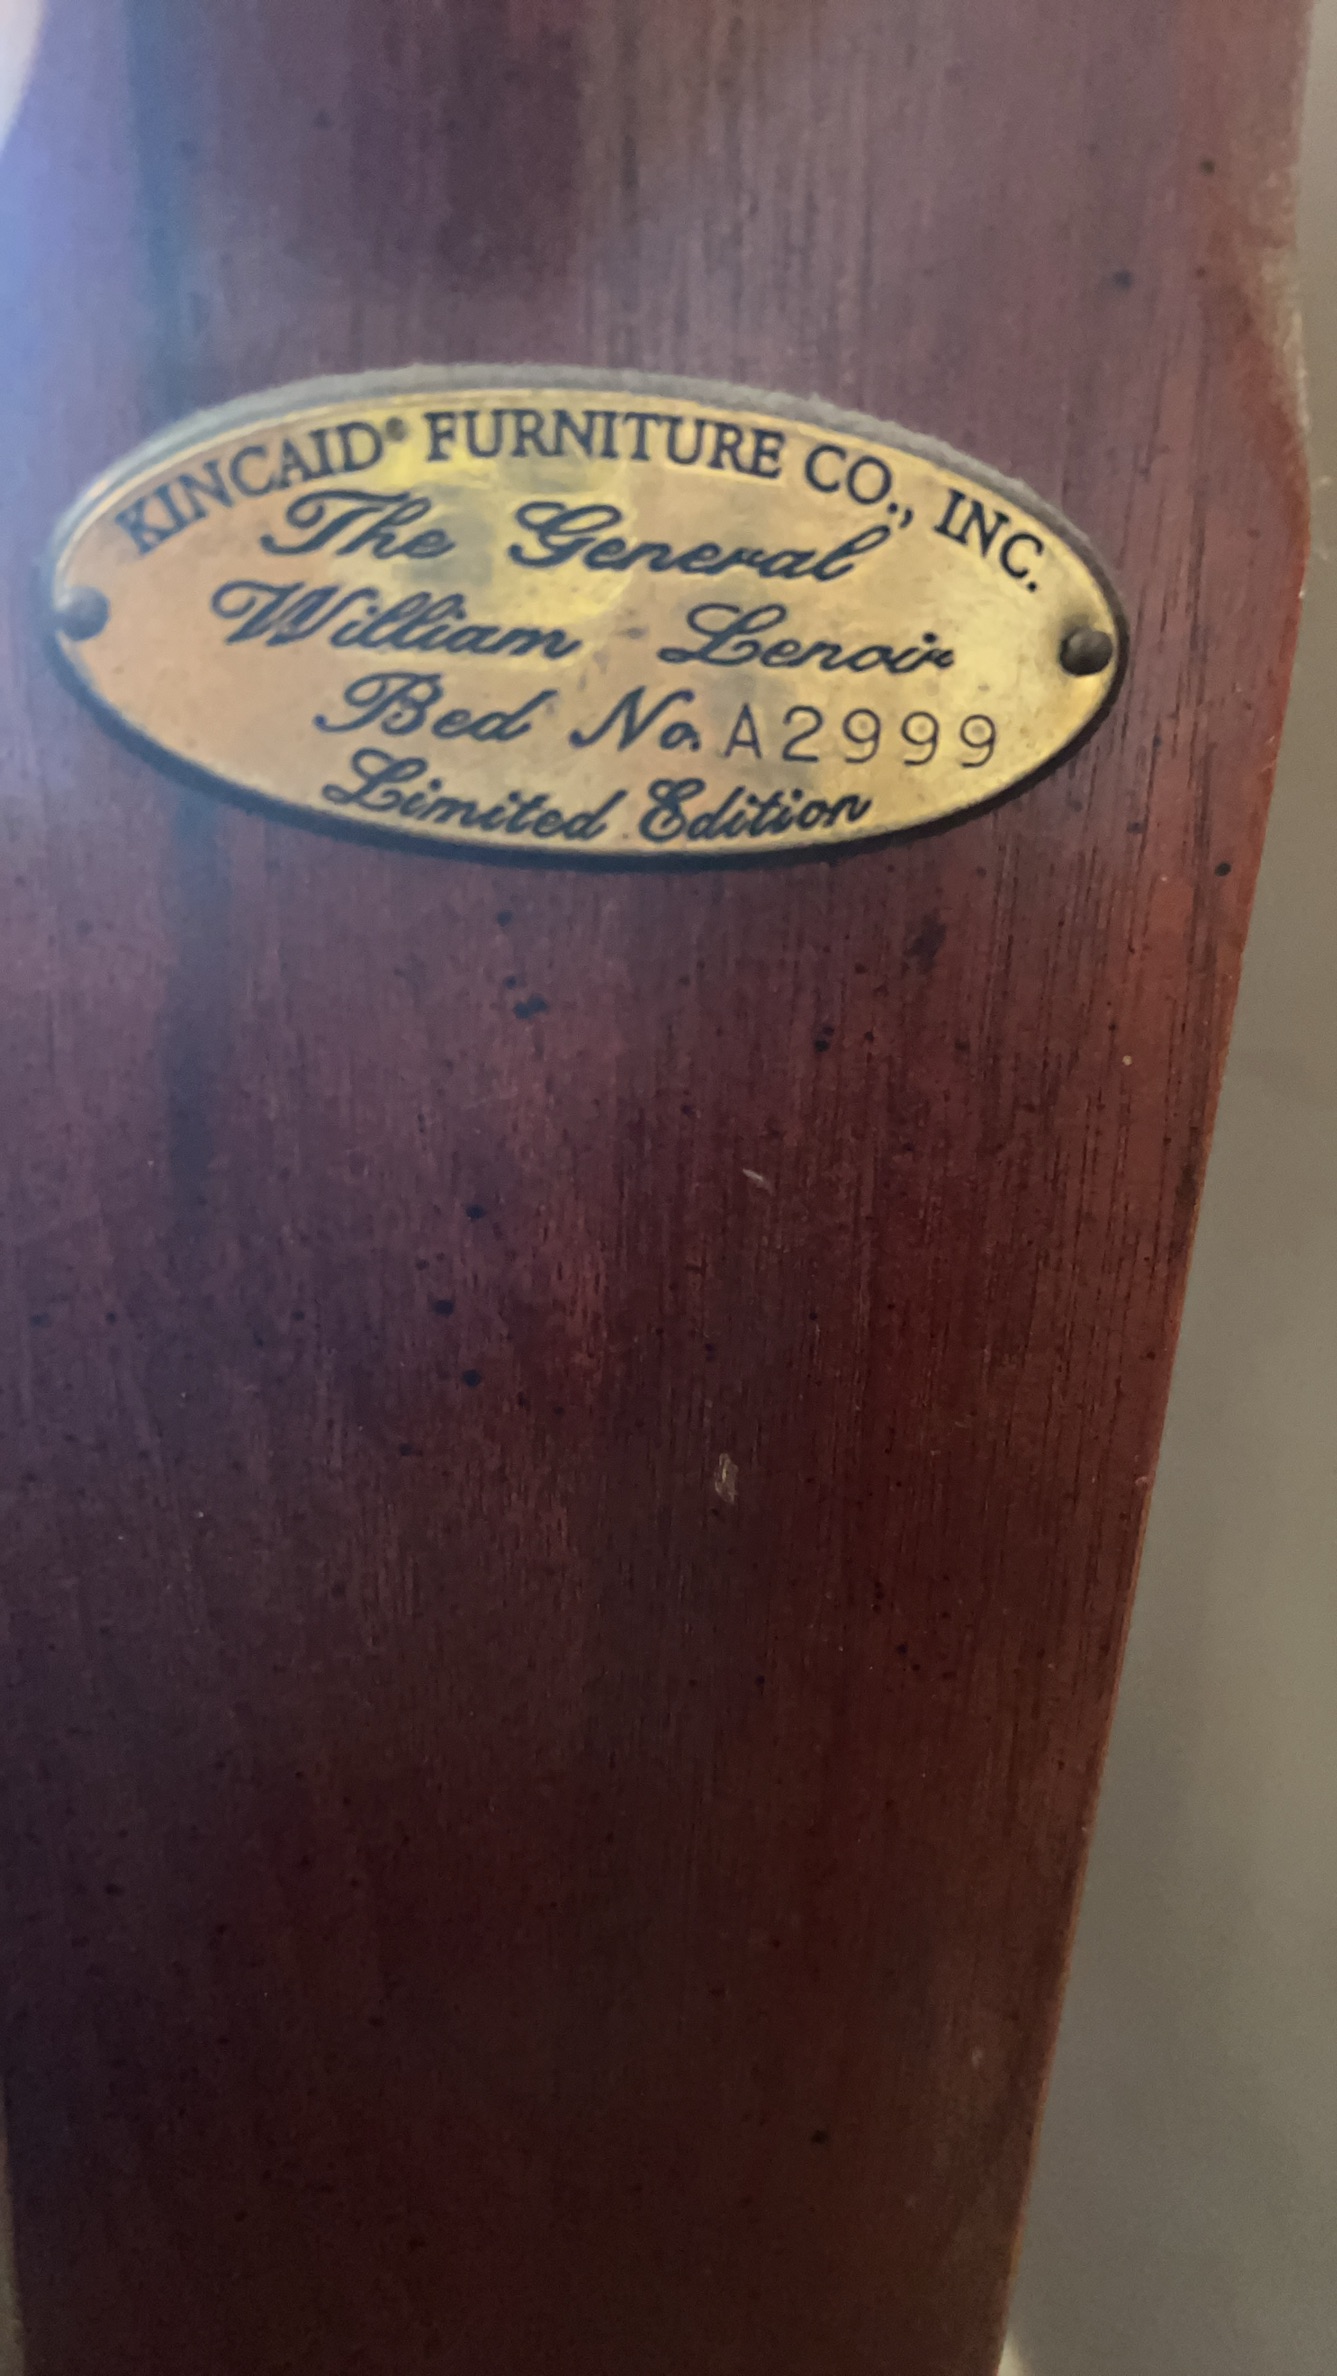 KINCAID® FURNITURE CO., INC.
The General
William Lenoir
Bed No. A2999
Limited Edition